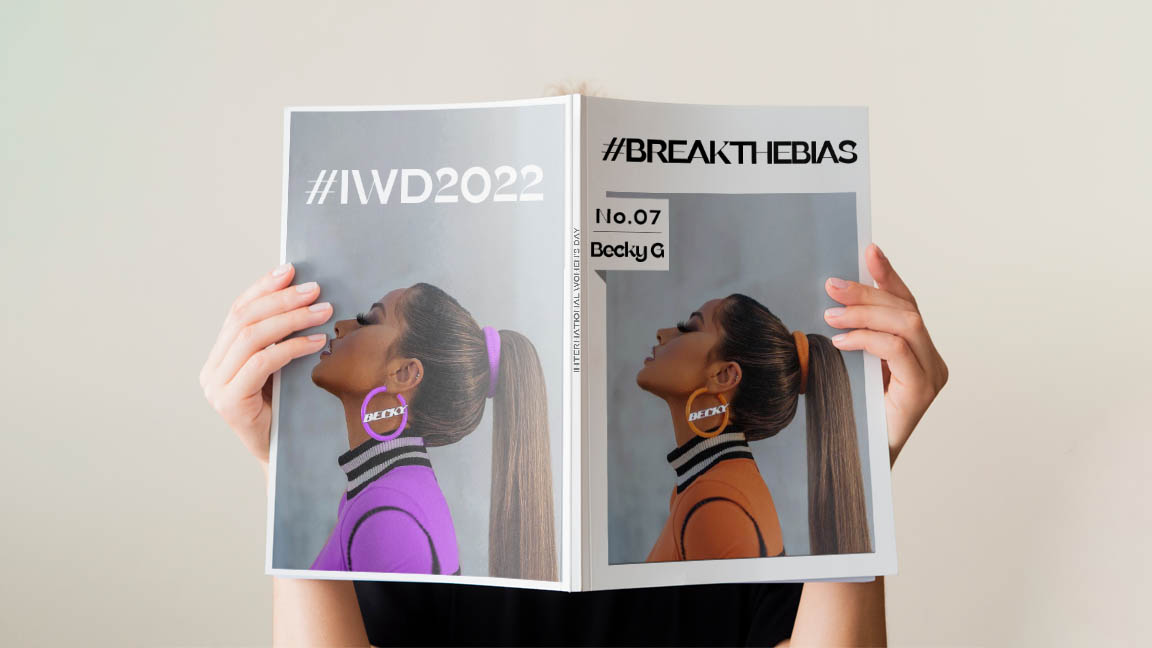 #IWD2022
BECKY
INTERNATIONAL WOMEN'S DAY
#BREAKTHEBIAS
No.07
Becky G
BECKY